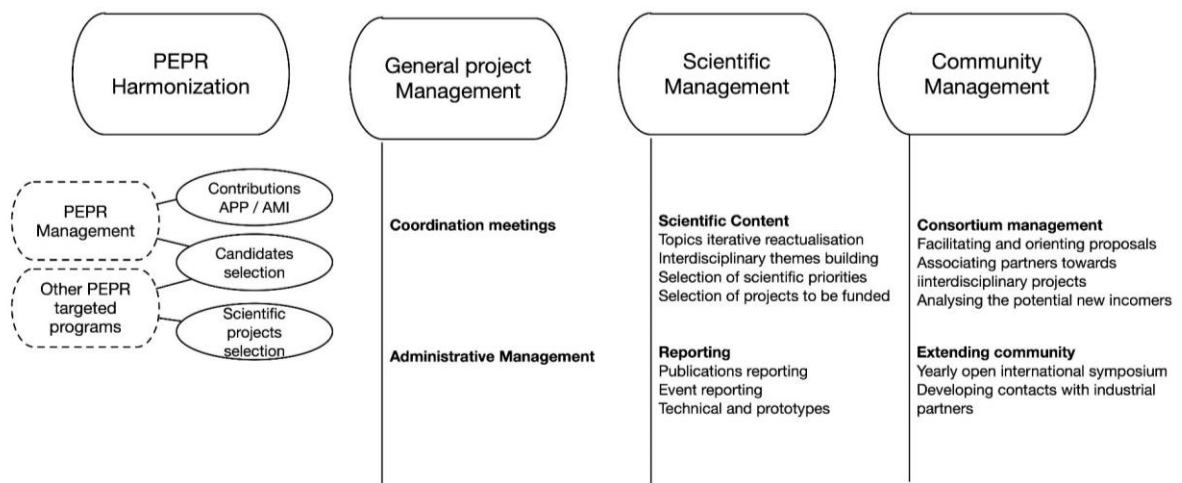 PEPR
Harmonization
General project
Management
Scientific
Management
Community
Management
PEPR
Management
Contributions
APP / AMI
Candidates
selection
Other PEPR
targeted
programs
Scientific
projects
selection
Coordination meetings
Administrative Management
Scientific Content
Topics iterative reactualisation
Interdisciplinary themes building
Selection of scientific priorities
Selection of projects to be funded
Reporting
Publications reporting
Event reporting
Technical and prototypes
Consortium management
Facilitating and orienting proposals
Associating partners towards
iinterdisciplinary projects
Analysing the potential new incomers
Extending community
Yearly open international symposium
Developing contacts with industrial
partners